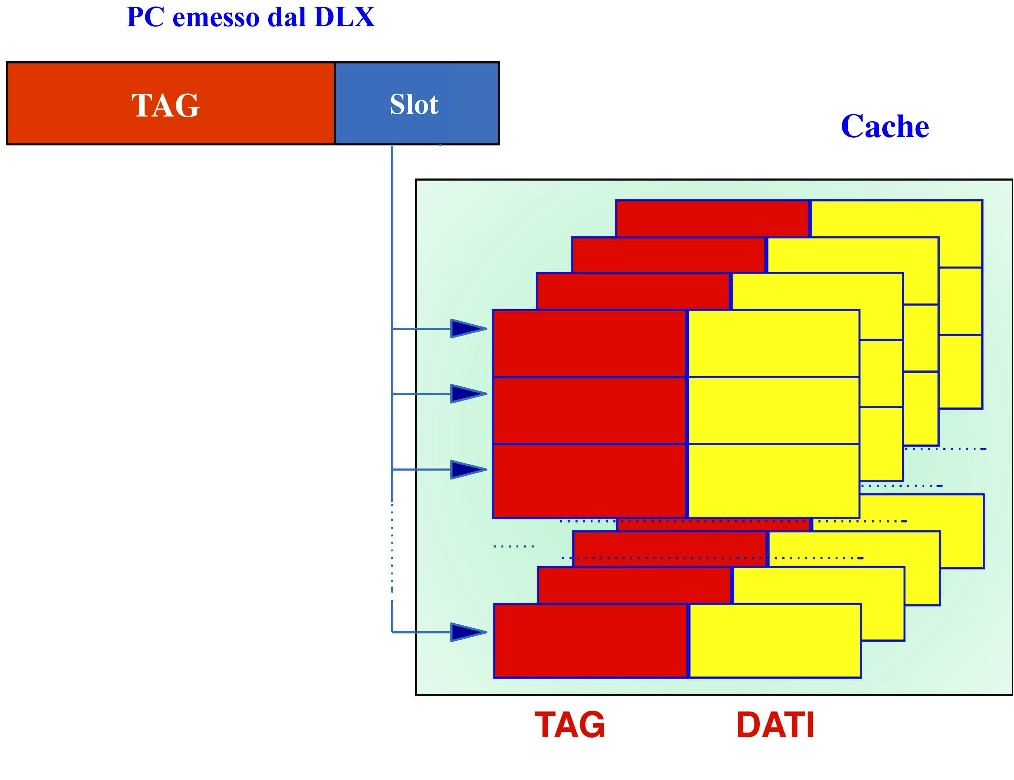 PC emesso dal DLX
TAG
Slot
Cache
TAG
DATI